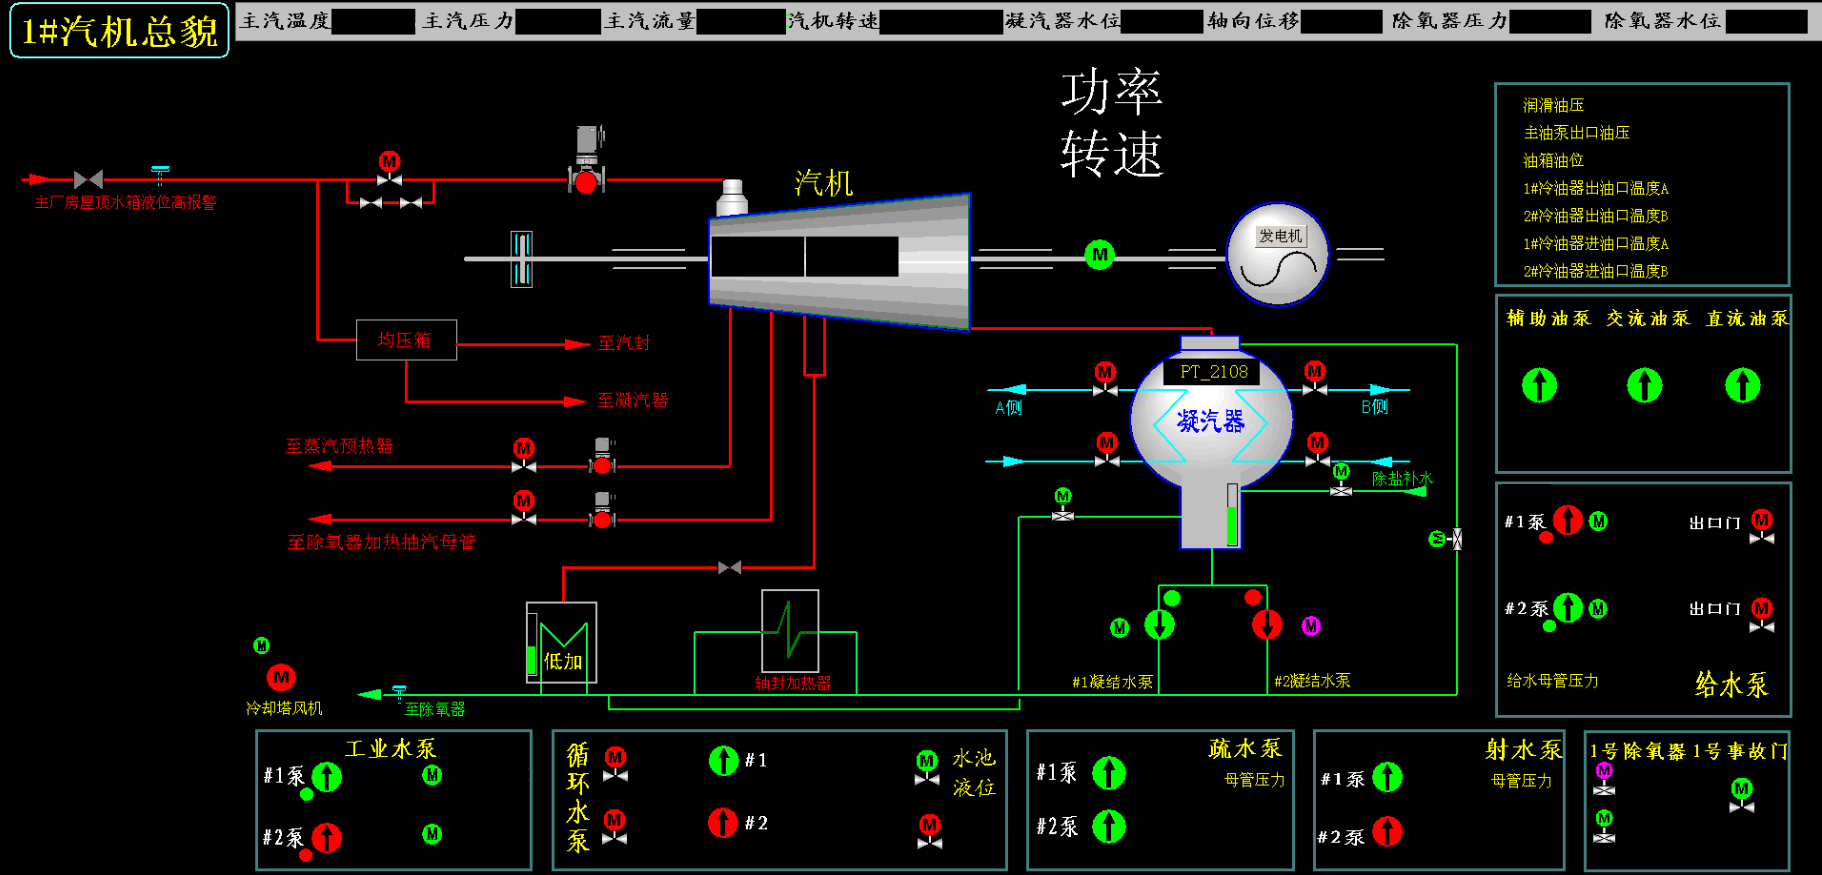 1#汽机总貌
主汽温度 主汽压力 主汽流量 汽机转速 凝汽器水位 轴向位移 除氧器压力 除氧器水位
功率
转速
润滑油压
主油泵出口油压
油箱油位
1#冷油器出油口温度A
2#冷油器出油口温度B
1#冷油器进油口温度A
2#冷油器进油口温度B
M
主厂房屋顶水箱液位高报警
汽机
M
发电机
均压箱
至汽封
至凝汽器
辅助油泵 交流油泵 直流油泵
PT_2108
M
M
A侧
B侧
凝汽器
M
M
至蒸汽预热器
M
M
除盐补水
M
M
至除氧器加热抽汽母管
M
#1泵 M 出口门 M
#2泵 M 出口门 M
给水母管压力
给水泵
低加
轴封加热器
M
M
#1凝结水泵
#2凝结水泵
M
M
冷却塔风机
至除氧器
工业水泵
#1泵 M
#2泵 M
循环水泵
M #1 M 水池
液位
M #2 M
疏水泵
#1泵 母管压力
#2泵
射水泵
#1泵 母管压力
#2泵
1号除氧器 1号事故门
M
M
M